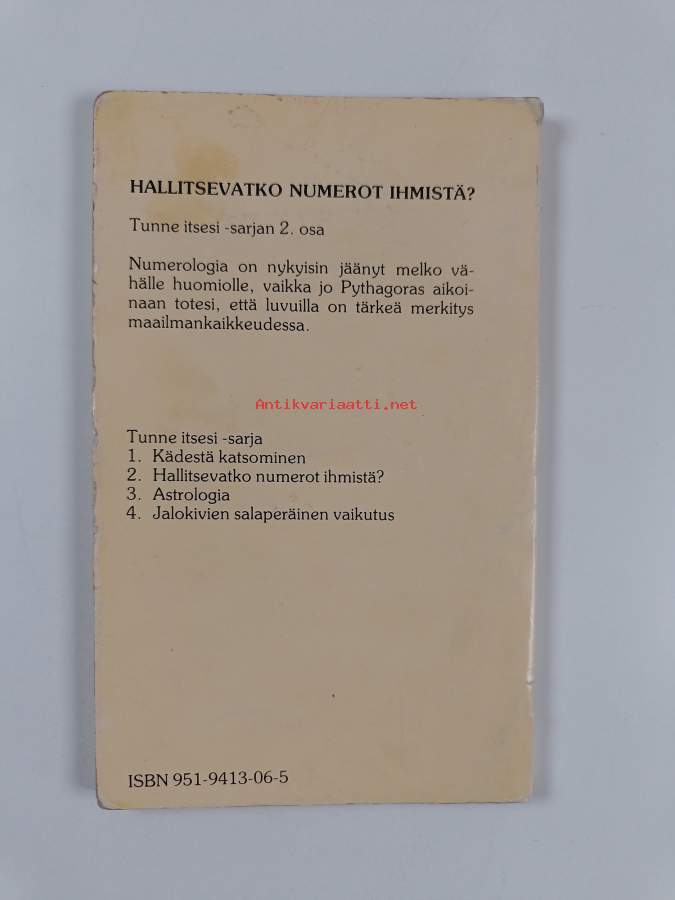 HALLITSEVATKO NUMEROT IHMISTÄ?
Tunne itsesi -sarjan 2. osa
Numerologia on nykyisin jäänyt melko vä-
hälle huomiolle, vaikka jo Pythagoras aikoi-
naan totesi, että luvuilla on tärkeä merkitys
maailmankaikkeudessa.
Antikvariaatti.net
Tunne itsesi -sarja
1. Kädestä katsominen
2. Hallitsevatko numerot ihmistä?
3. Astrologia
4. Jalokivien salaperäinen vaikutus
ISBN 951-9413-06-5